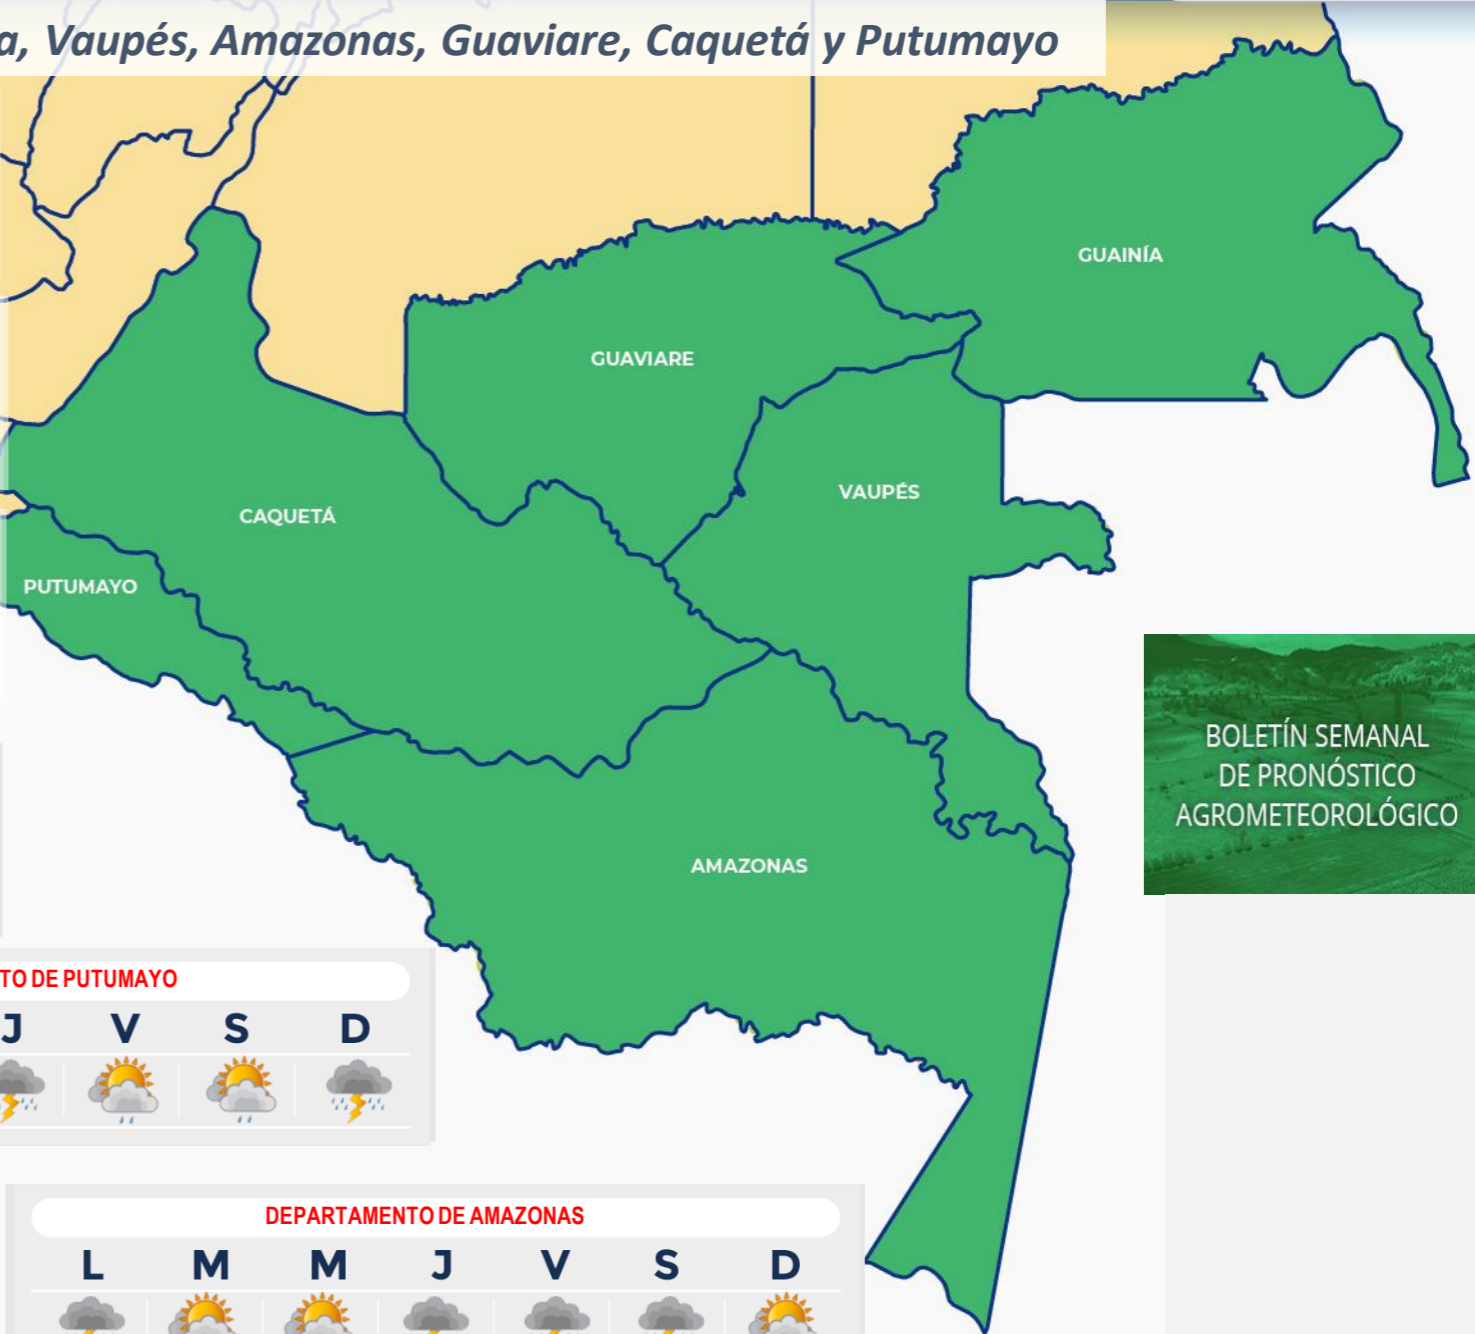 a, Vaupés, Amazonas, Guaviare, Caquetá y Putumayo
GUAINÍA
GUAVIARE
VAUPÉS
CAQUETÁ
PUTUMAYO
BOLETÍN SEMANAL
DE PRONÓSTICO
AGROMETEOROLÓGICO
AMAZONAS
TO DE PUTUMAYO
J V S D
DEPARTAMENTO DE AMAZONAS
L M M J V S D